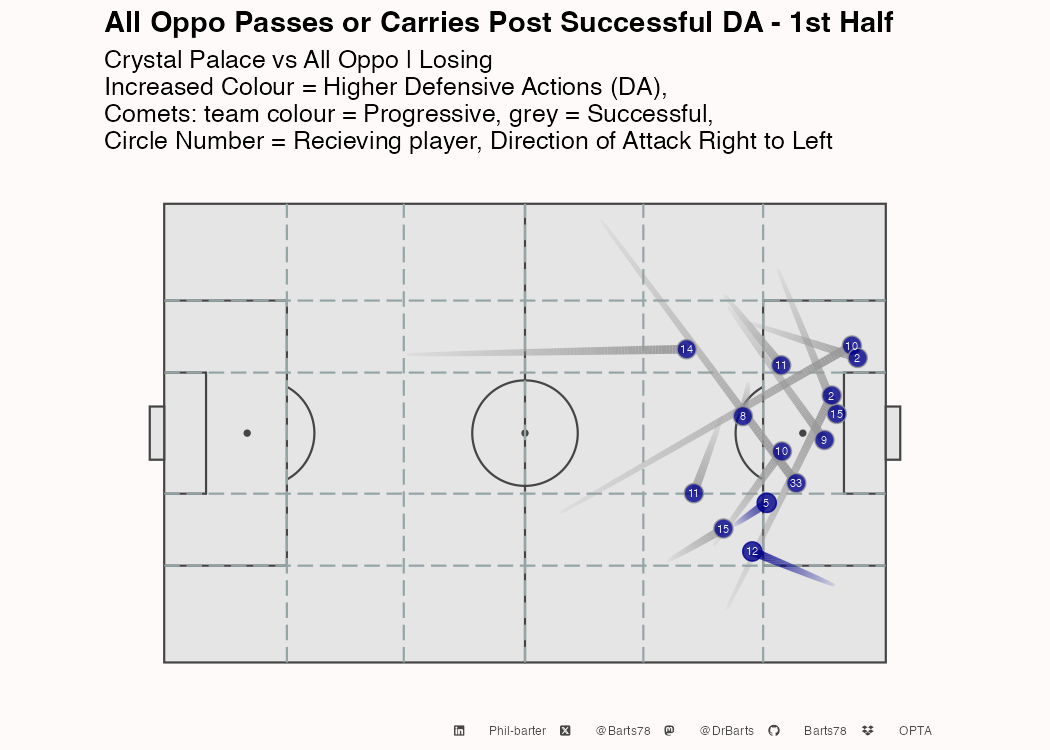 All Oppo Passes or Carries Post Successful DA - 1st Half
Crystal Palace vs All Oppo | Losing
Increased Colour = Higher Defensive Actions (DA),
Comets: team colour = Progressive, grey = Successful,
Circle Number = Recieving player, Direction of Attack Right to Left
10
14
2
11
2
15
8
9
10
33
11
5
15
12
Phil-barter @Barts78 @DrBarts Barts78 OPTA